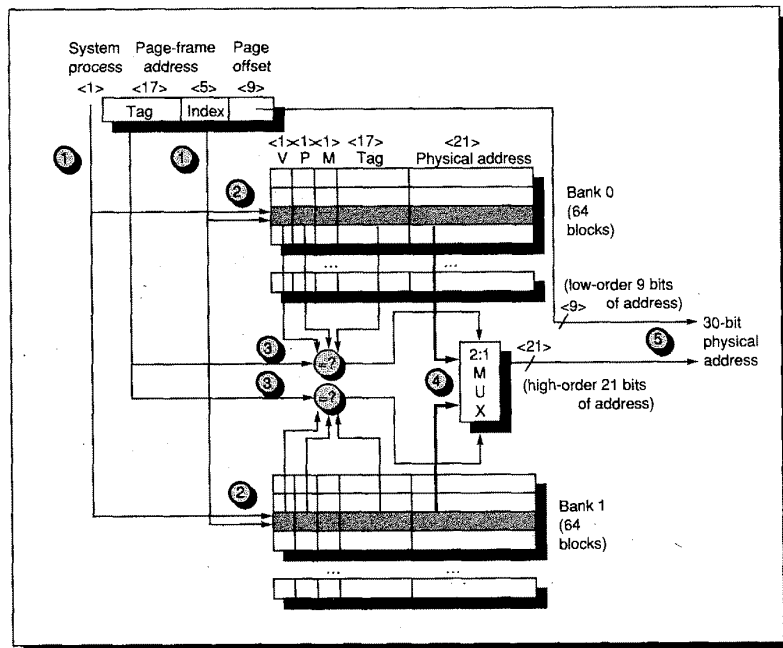 System Page-frame Page
process address offset
<1> <17> <5> <9>
Tag Index
1 1
<1><1><1> <17> <21>
V P M Tag Physical address
2
Bank 0
(64
blocks)
... ...
(low-order 9 bits
of address)
<9>
5
30-bit
physical
address
3
=?
3
=?
4
2:1
M
U
X
<21>
(high-order 21 bits
of address)
2
Bank 1
(64
blocks)
... ...